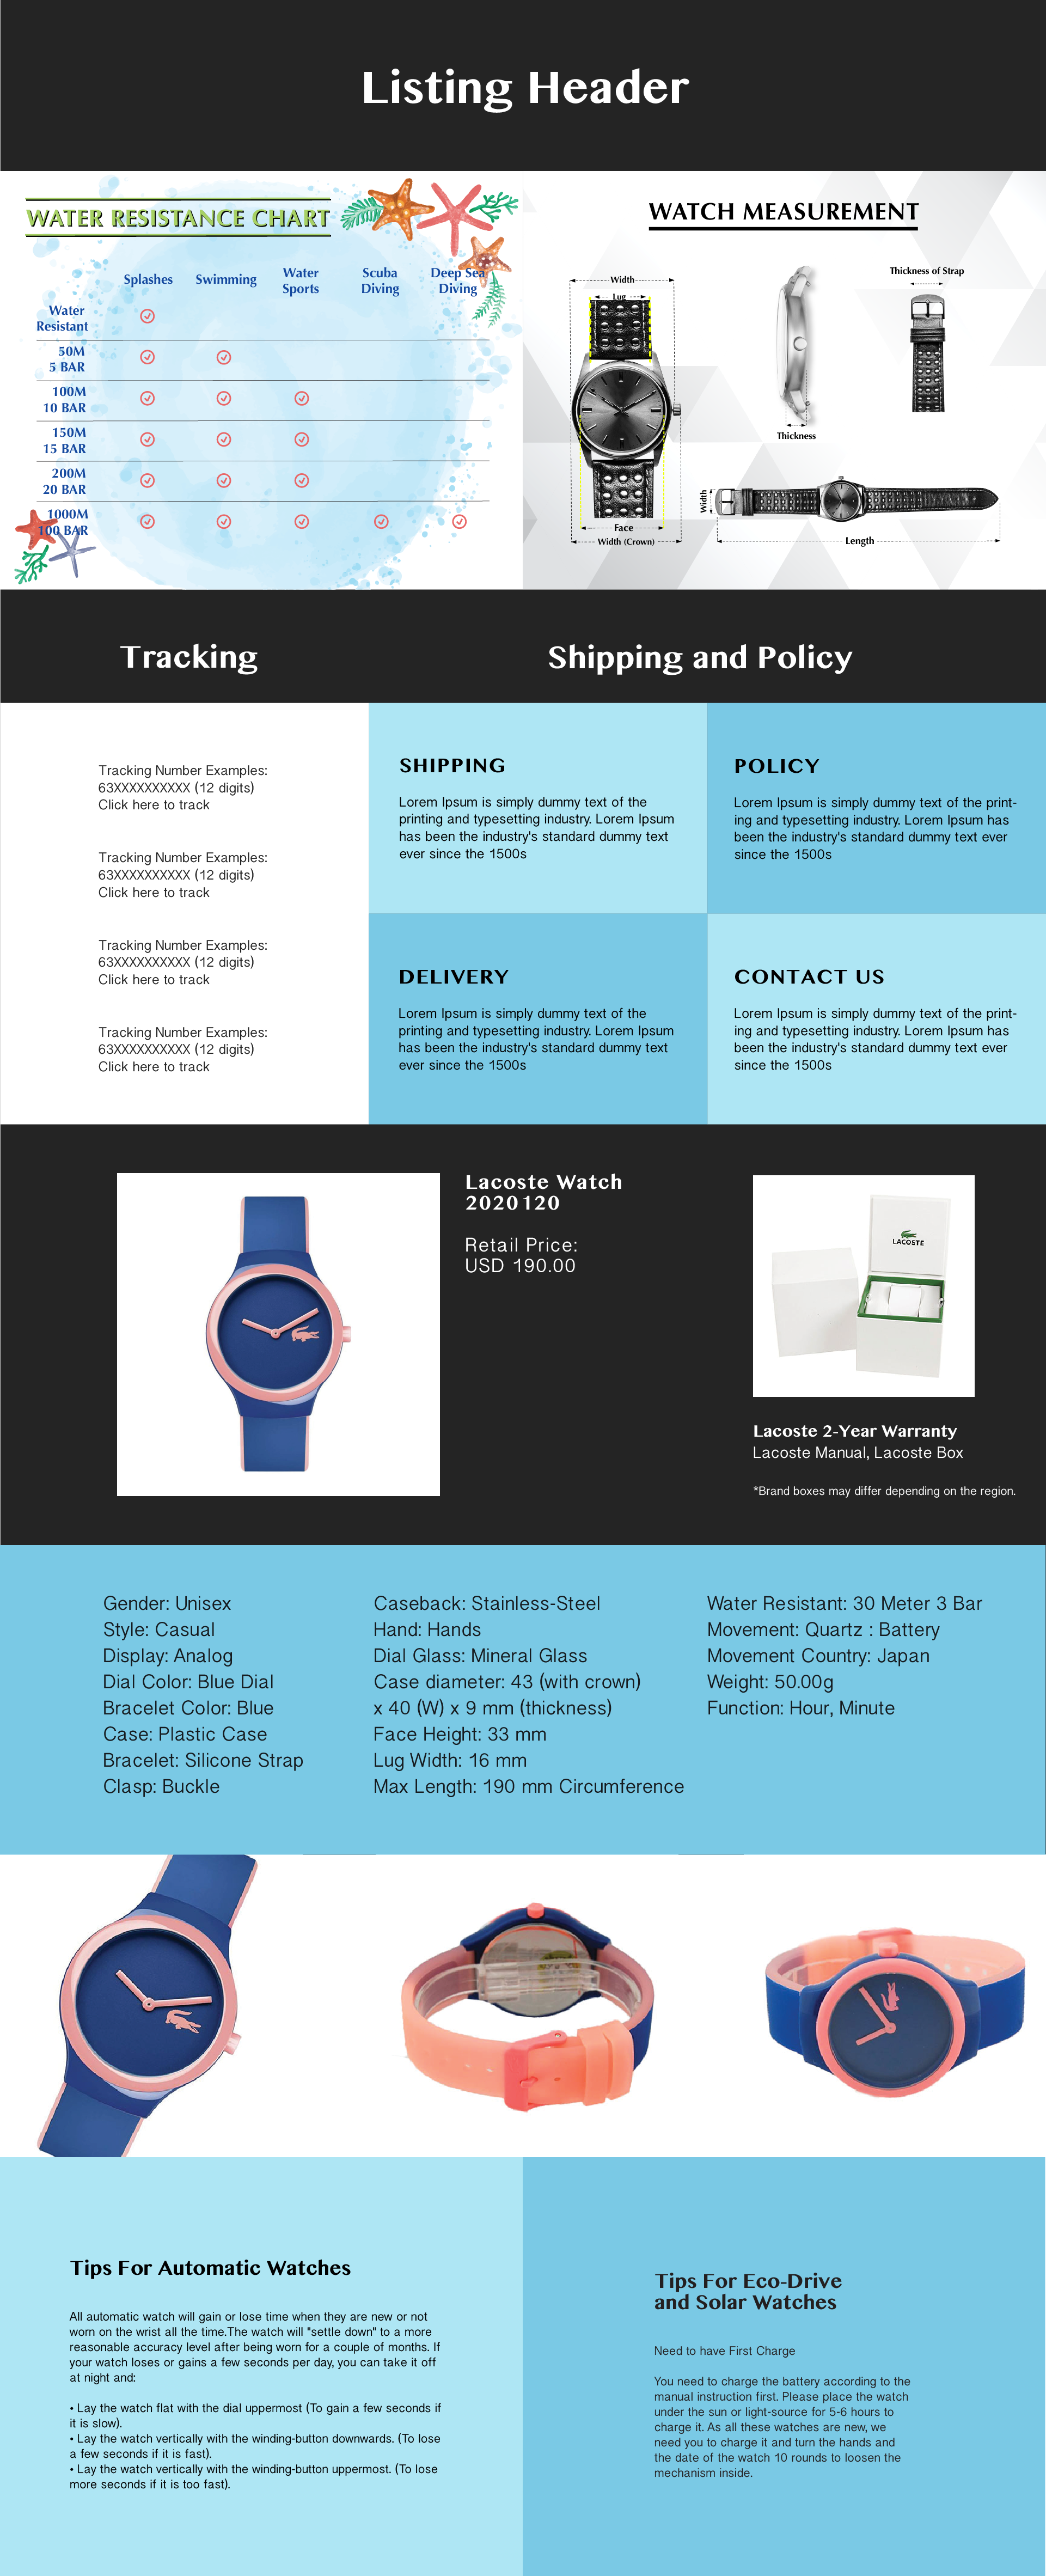 Listing Header
WATER RESISTANCE CHART
Splashes
Swimming
Water
Sports
Scuba
Diving
Deep Sea
Diving
Water
Resistant
50M
5 BAR
100M
10 BAR
150M
15 BAR
200M
20 BAR
1000M
100 BAR
WATCH MEASUREMENT
Width
Lug
Face
Width (Crown)
Thickness
Thickness of Strap
Width
Length
Tracking
Tracking Number Examples:
63XXXXXXXXXX (12 digits)
Click here to track
Tracking Number Examples:
63XXXXXXXXXX (12 digits)
Click here to track
Tracking Number Examples:
63XXXXXXXXXX (12 digits)
Click here to track
Tracking Number Examples:
63XXXXXXXXXX (12 digits)
Click here to track
Shipping and Policy
SHIPPING
Lorem Ipsum is simply dummy text of the
printing and typesetting industry. Lorem Ipsum
has been the industry's standard dummy text
ever since the 1500s
POLICY
Lorem Ipsum is simply dummy text of the print-
ing and typesetting industry. Lorem Ipsum has
been the industry's standard dummy text ever
since the 1500s
DELIVERY
Lorem Ipsum is simply dummy text of the
printing and typesetting industry. Lorem Ipsum
has been the industry's standard dummy text
ever since the 1500s
CONTACT US
Lorem Ipsum is simply dummy text of the print-
ing and typesetting industry. Lorem Ipsum has
been the industry's standard dummy text ever
since the 1500s
Lacoste Watch
2020120
Retail Price:
USD 190.00
LACOSTE
Lacoste 2-Year Warranty
Lacoste Manual, Lacoste Box
*Brand boxes may differ depending on the region.
Gender: Unisex
Style: Casual
Display: Analog
Dial Color: Blue Dial
Bracelet Color: Blue
Case: Plastic Case
Bracelet: Silicone Strap
Clasp: Buckle
Caseback: Stainless-Steel
Hand: Hands
Dial Glass: Mineral Glass
Case diameter: 43 (with crown)
x 40 (W) x 9 mm (thickness)
Face Height: 33 mm
Lug Width: 16 mm
Max Length: 190 mm Circumference
Water Resistant: 30 Meter 3 Bar
Movement: Quartz : Battery
Movement Country: Japan
Weight: 50.00g
Function: Hour, Minute
Tips For Automatic Watches
All automatic watch will gain or lose time when they are new or not
worn on the wrist all the time.The watch will "settle down" to a more
reasonable accuracy level after being worn for a couple of months. If
your watch loses or gains a few seconds per day, you can take it off
at night and:
• Lay the watch flat with the dial uppermost (To gain a few seconds if
it is slow).
• Lay the watch vertically with the winding-button downwards. (To lose
a few seconds if it is fast).
• Lay the watch vertically with the winding-button uppermost. (To lose
more seconds if it is too fast).
Tips For Eco-Drive
and Solar Watches
Need to have First Charge
You need to charge the battery according to the
manual instruction first. Please place the watch
under the sun or light-source for 5-6 hours to
charge it. As all these watches are new, we
need you to charge it and turn the hands and
the date of the watch 10 rounds to loosen the
mechanism inside.